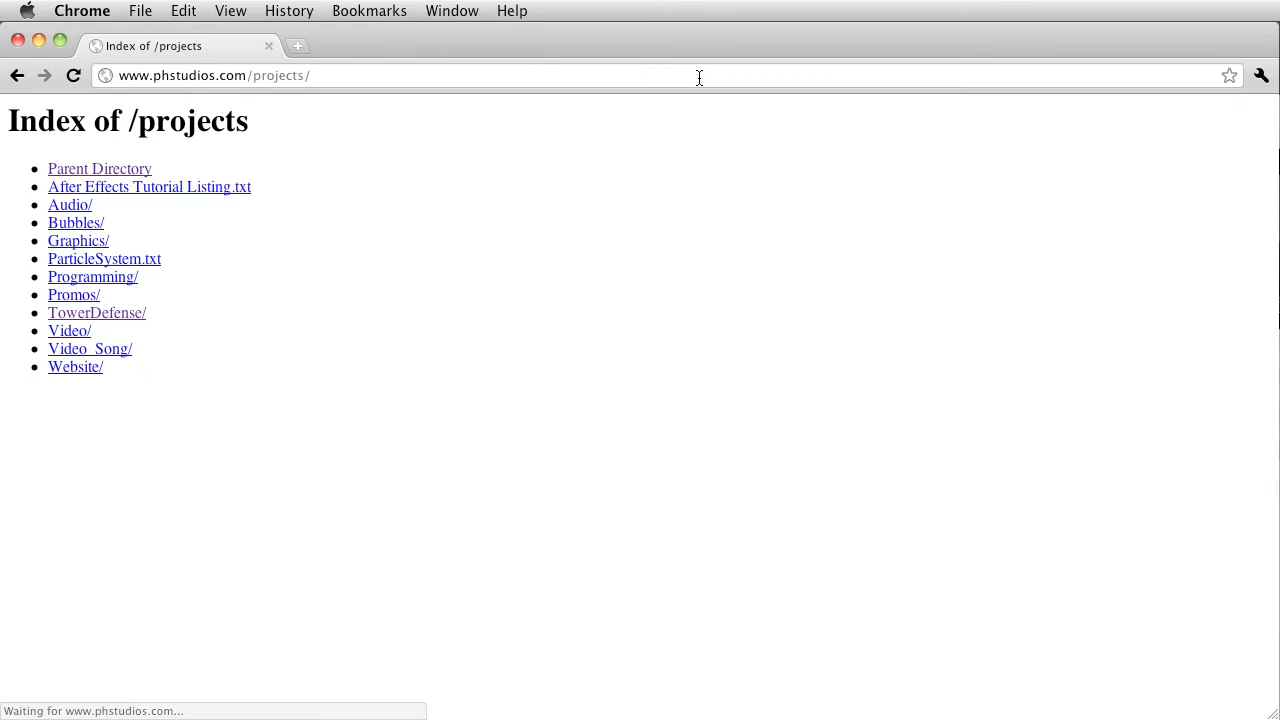 Chrome File Edit View History Bookmarks Window Help
Index of /projects
www.phstudios.com/projects/
Index of /projects
Parent Directory
After Effects Tutorial Listing.txt
Audio/
Bubbles/
Graphics/
ParticleSystem.txt
Programming/
Promos/
TowerDefense/
Video/
Video_Song/
Website/
Waiting for www.phstudios.com...